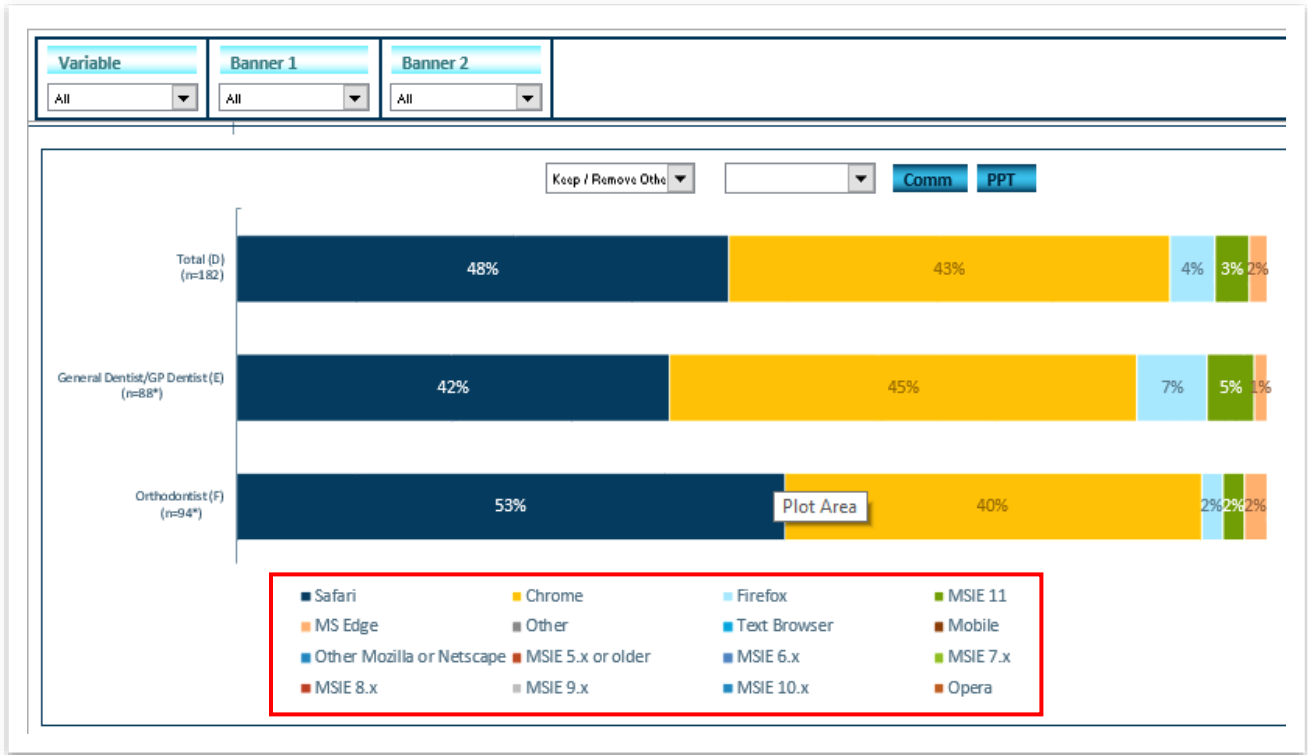 Variable Banner 1 Banner 2
All All All
Keep / Remove Othe Comm PPT
Total (D)
(n=182)
48% 43% 4% 3% 2%
General Dentist/GP Dentist (E)
(n=88*)
42% 45% 7% 5% 1%
Orthodontist (F)
(n=94*)
53% Plot Area 40% 2% 2% 2%
Safari Chrome Firefox MSIE 11
MS Edge Other Text Browser Mobile
Other Mozilla or Netscape MSIE 5.x or older MSIE 6.x MSIE 7.x
MSIE 8.x MSIE 9.x MSIE 10.x Opera